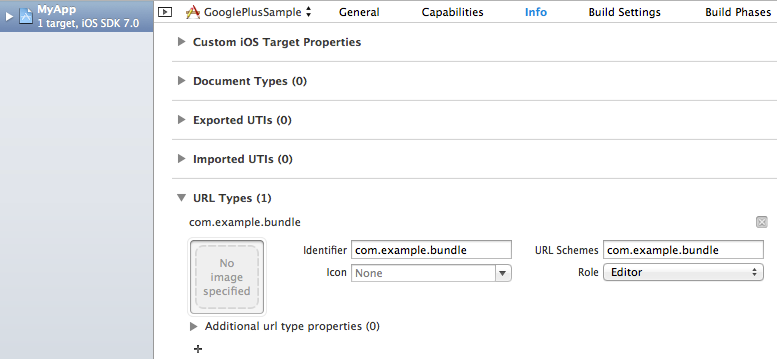 MyApp
1 target, iOS SDK 7.0
GooglePlusSample
General
Capabilities
Info
Build Settings
Build Phases
Custom iOS Target Properties
Document Types (0)
Exported UTIs (0)
Imported UTIs (0)
URL Types (1)
com.example.bundle
No image specified
Identifier com.example.bundle
URL Schemes com.example.bundle
Icon None
Role Editor
Additional url type properties (0)